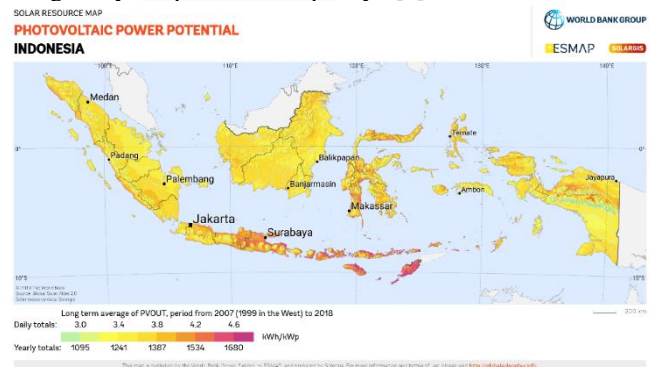 SOLAR RESOURCE MAP
PHOTOVOLTAIC POWER POTENTIAL
INDONESIA
WORLD BANK GROUP
ESMAP
SOLARGIS
110°E
130°E
140°E
Medan
0°
0°
Ternate
Padang
Balikpapan
Palembang
Banjarmasin
Ambon
Jayapura
Makassar
Jakarta
Surabaya
10°S
Long term average of PVOUT, period from 2007 (1999 in the West) to 2018
Daily totals: 3.0 3.4 3.8 4.2 4.6
kWh/kWp
Yearly totals: 1095 1241 1387 1534 1680
200 km